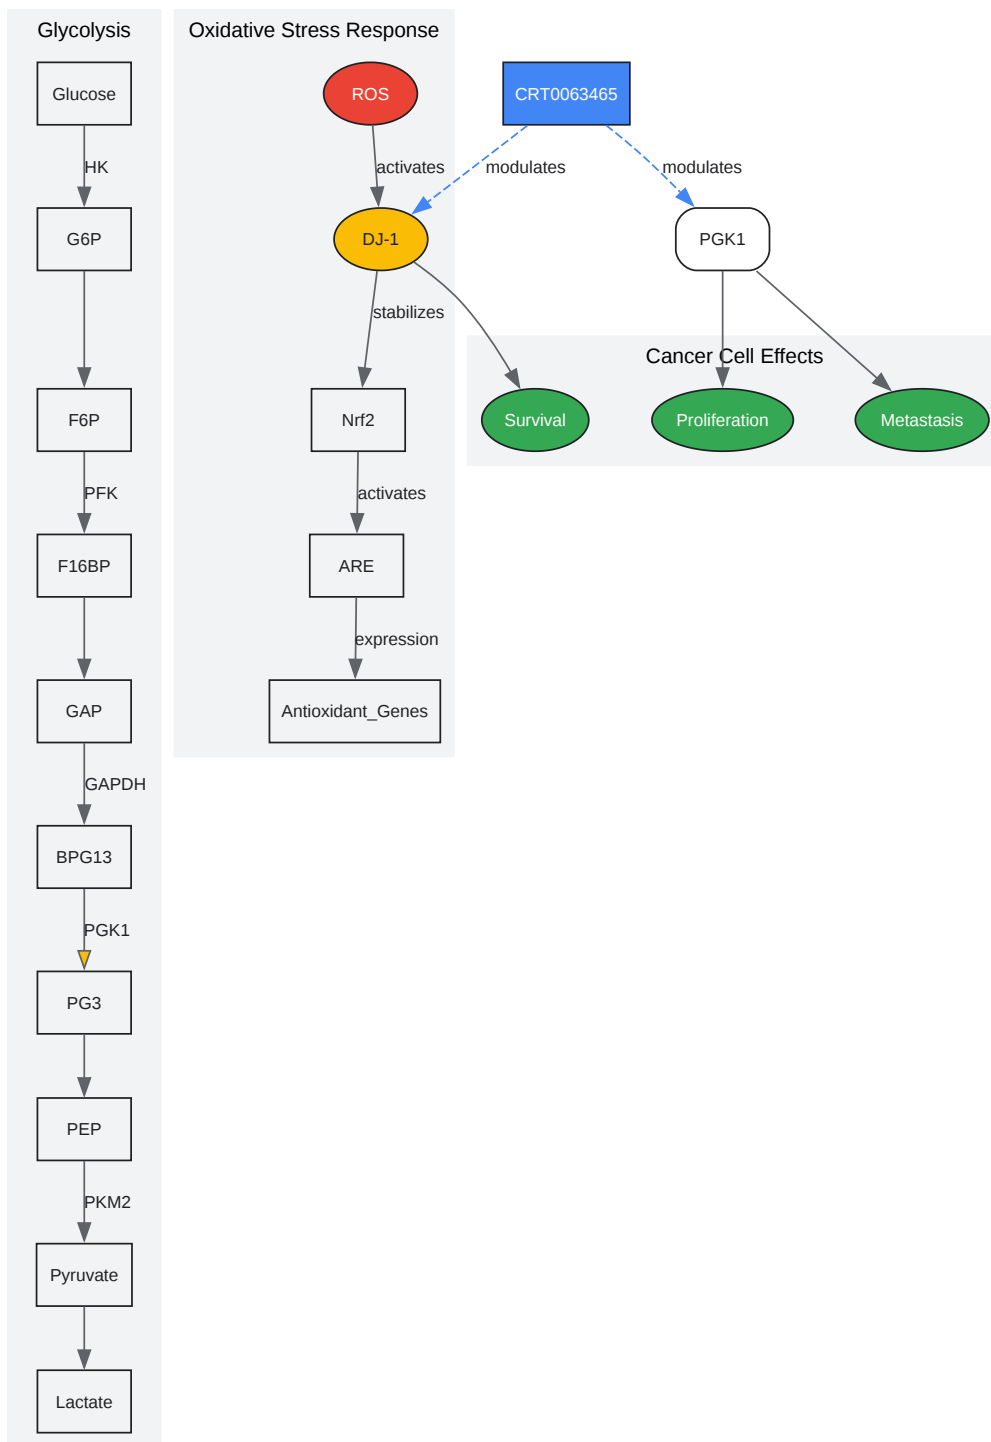 Glycolysis
Glucose
HK
G6P
F6P
PFK
F16BP
GAP
GAPDH
BPG13
PGK1
PG3
PEP
PKM2
Pyruvate
Lactate
Oxidative Stress Response
ROS
activates
DJ-1
stabilizes
Nrf2
activates
ARE
expression
Antioxidant_Genes
CRT0063465
modulates
modulates
PGK1
Cancer Cell Effects
Survival
Proliferation
Metastasis